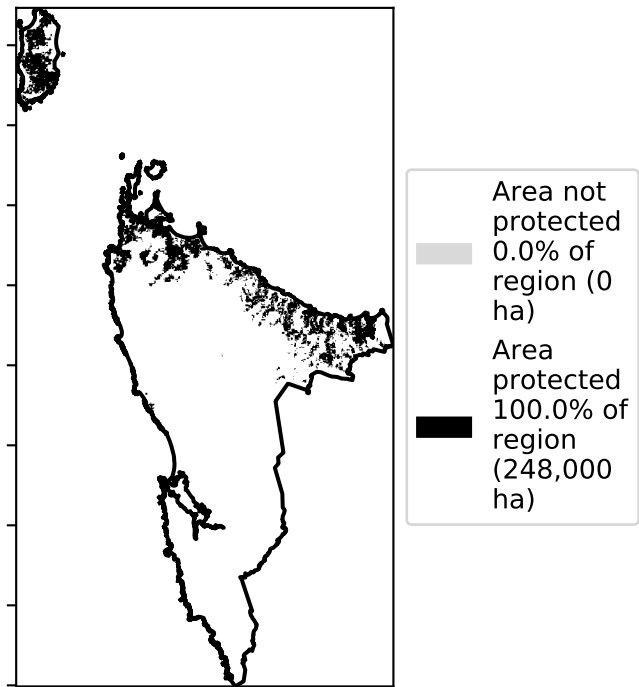 Area not
protected
0.0% of
region (0
ha)
Area
protected
100.0% of
region
(248,000
ha)